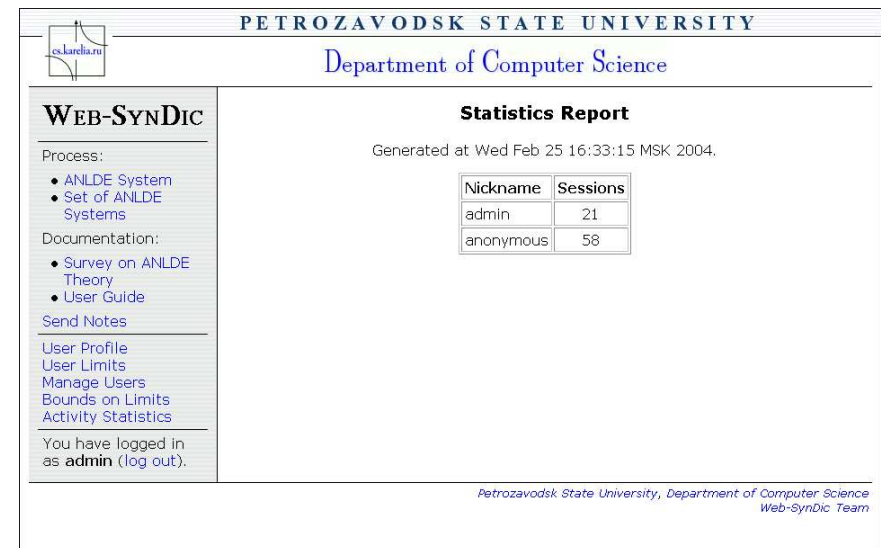 PETROZAVODSK STATE UNIVERSITY
cs.karelia.ru
Department of Computer Science
WEB-SYNDIC
Process:
• ANLDE System
• Set of ANLDE
Systems
Documentation:
• Survey on ANLDE
Theory
• User Guide
Send Notes
User Profile
User Limits
Manage Users
Bounds on Limits
Activity Statistics
You have logged in
as admin (log out).
Statistics Report
Generated at Wed Feb 25 16:33:15 MSK 2004.
Nickname Sessions
admin 21
anonymous 58
Petrozavodsk State University, Department of Computer Science
Web-SynDic Team